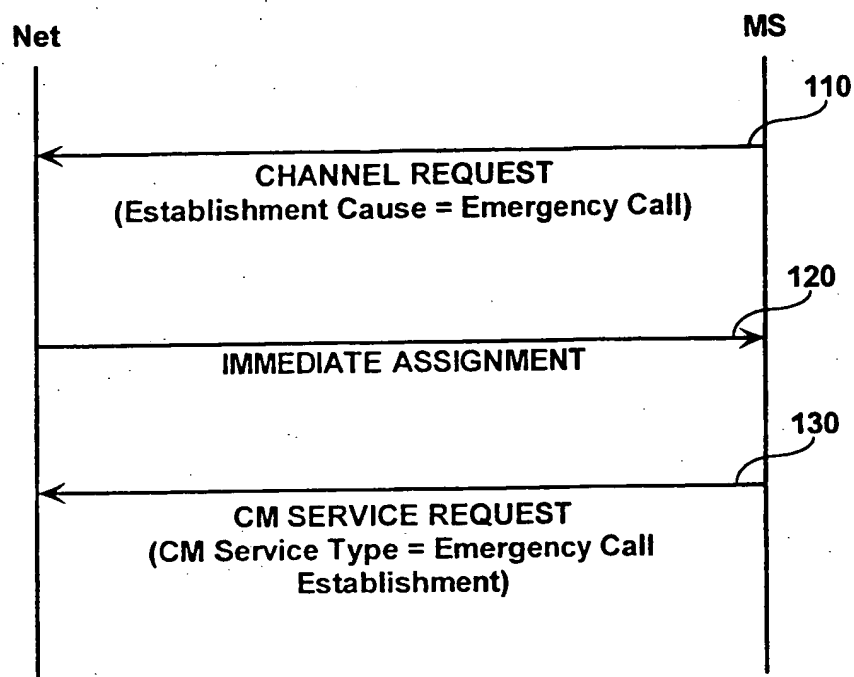 Net
MS
110
CHANNEL REQUEST
(Establishment Cause = Emergency Call)
120
IMMEDIATE ASSIGNMENT
130
CM SERVICE REQUEST
(CM Service Type = Emergency Call
Establishment)